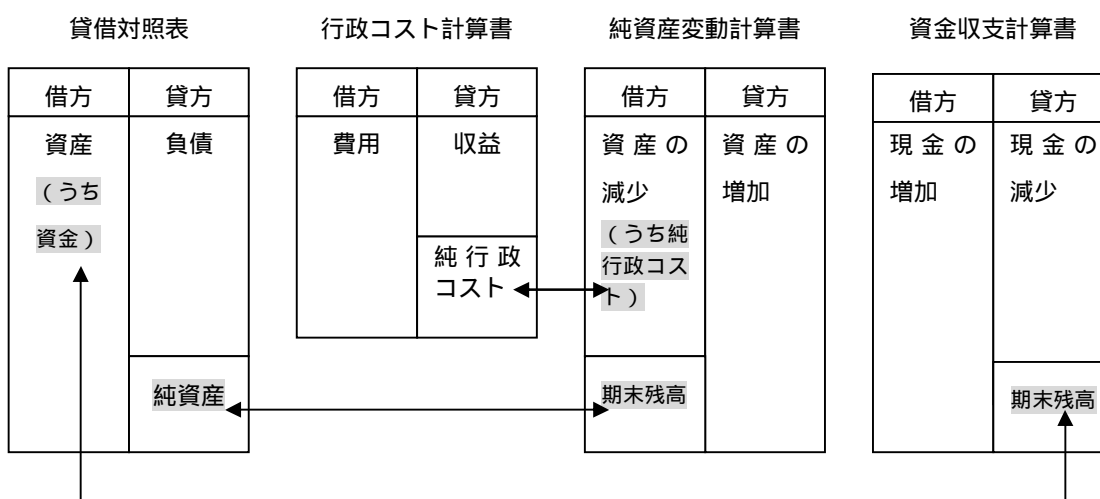 貸借対照表
行政コスト計算書
純資産変動計算書
資金収支計算書
借方
貸方
資産
(うち
資金)
負債
純資産
借方
貸方
費用
収益
純行政
コスト
借方
貸方
資産の
減少
(うち純
行政コス
ト)
期末残高
資産の
増加
借方
貸方
現金の
増加
現金の
減少
期末残高